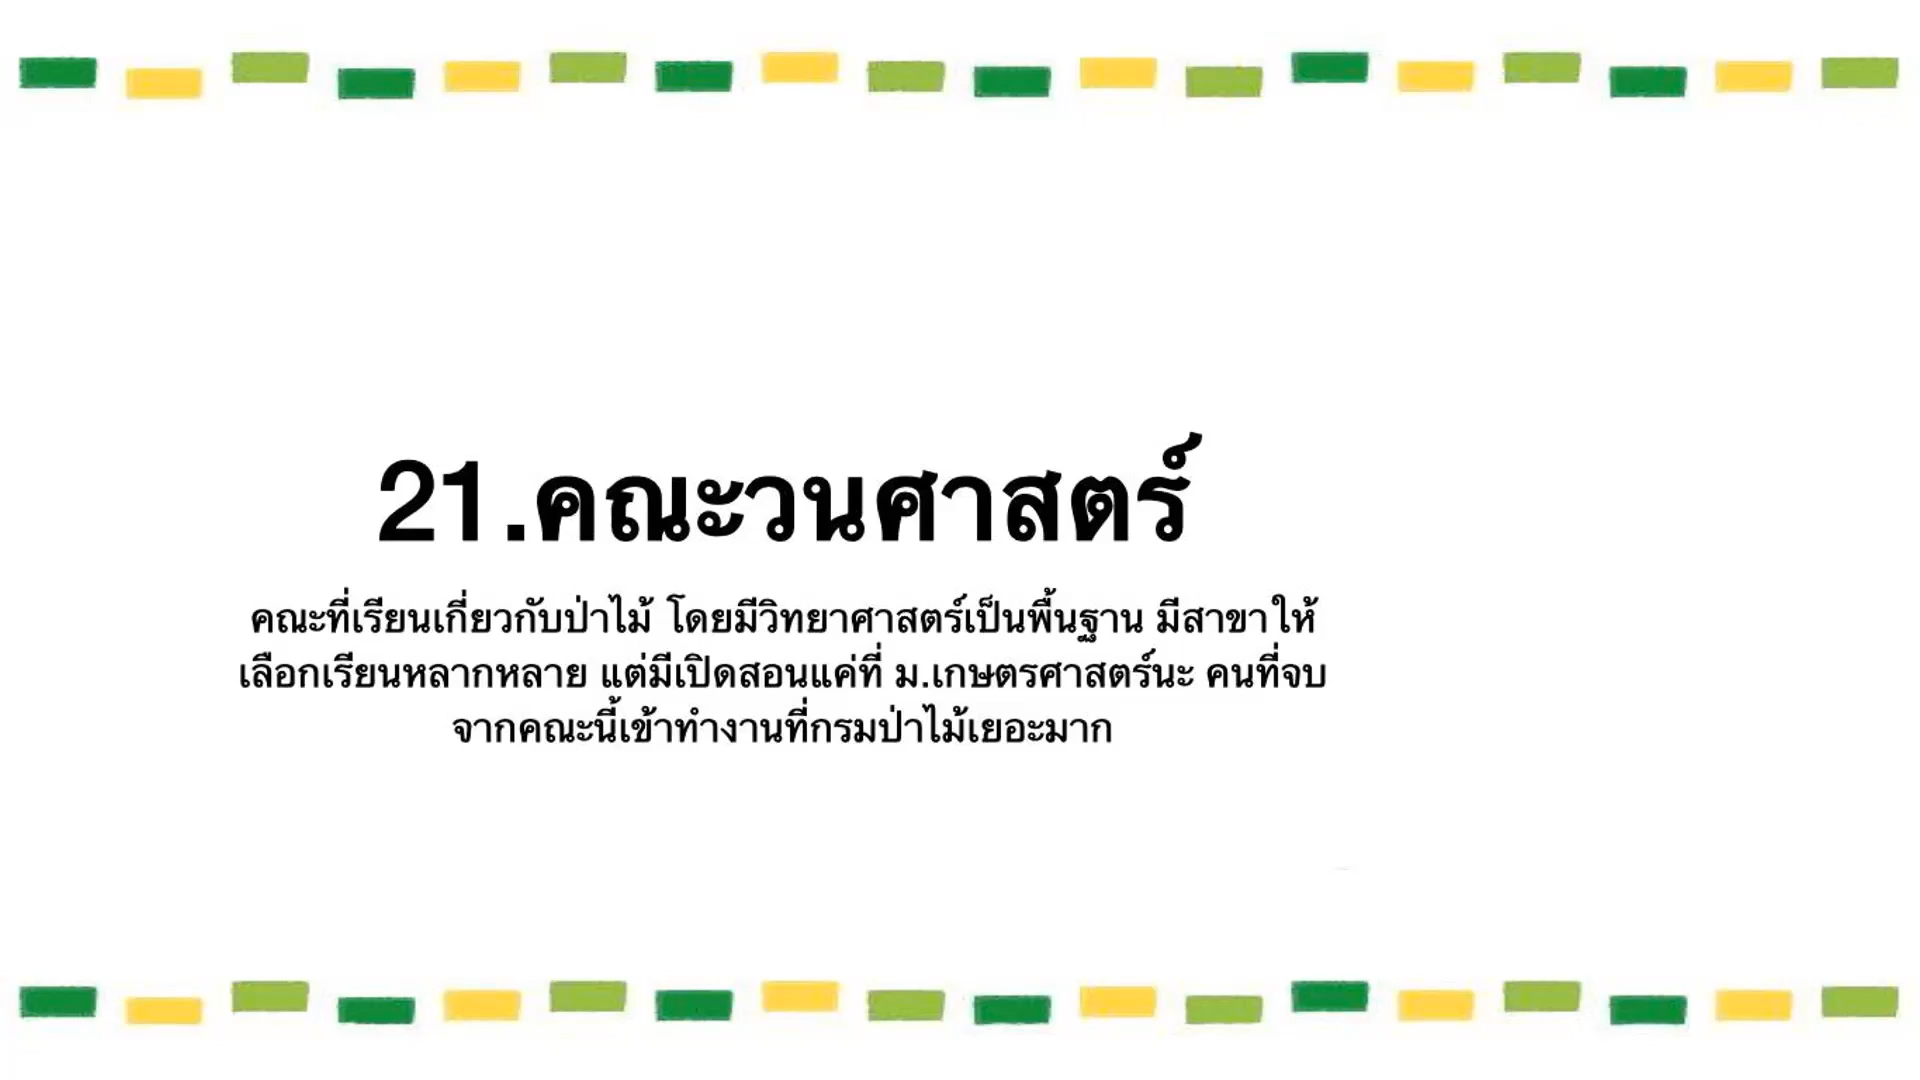 21.คณะวนศาสตร์
คณะที่เรียนเกี่ยวกับป่าไม้ โดยมีวิทยาศาสตร์เป็นพื้นฐาน มีสาขาให้
เลือกเรียนหลากหลาย แต่มีเปิดสอนแค่ที่ ม.เกษตรศาสตร์นะ คนที่จบ
จากคณะนี้เข้าทำงานที่กรมป่าไม้เยอะมาก